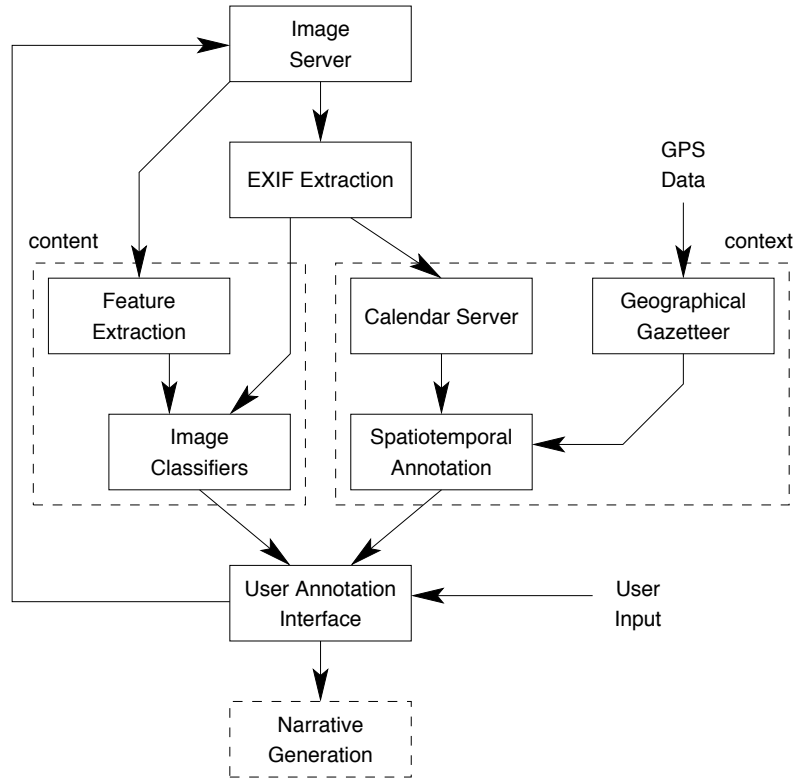 Image
Server
EXIF Extraction
GPS
Data
content
context
Feature
Extraction
Calendar Server
Geographical
Gazetteer
Image
Classifiers
Spatiotemporal
Annotation
User Annotation
Interface
User
Input
Narrative
Generation